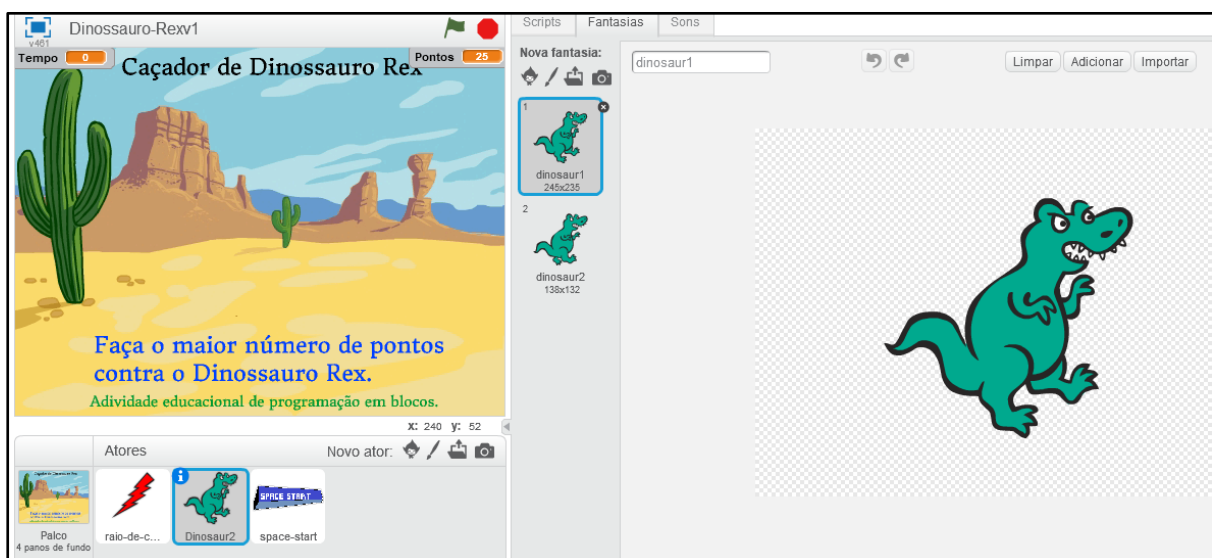 Dinossauro-Rexv1
v461
Tempo 0
Pontos 25
Caçador de Dinossauro Rex
Faça o maior número de pontos
contra o Dinossauro Rex.
Adividade educacional de programação em blocos.
x: 240 y: 52
Atores
Novo ator:
Palco
4 panos de fundo
raio-de-c...
Dinosaur2
SPACE START
space-start
Scripts
Fantasias
Sons
Nova fantasia:
1
dinosaur1
245x235
2
dinosaur2
138x132
dinosaur1
Limpar
Adicionar
Importar